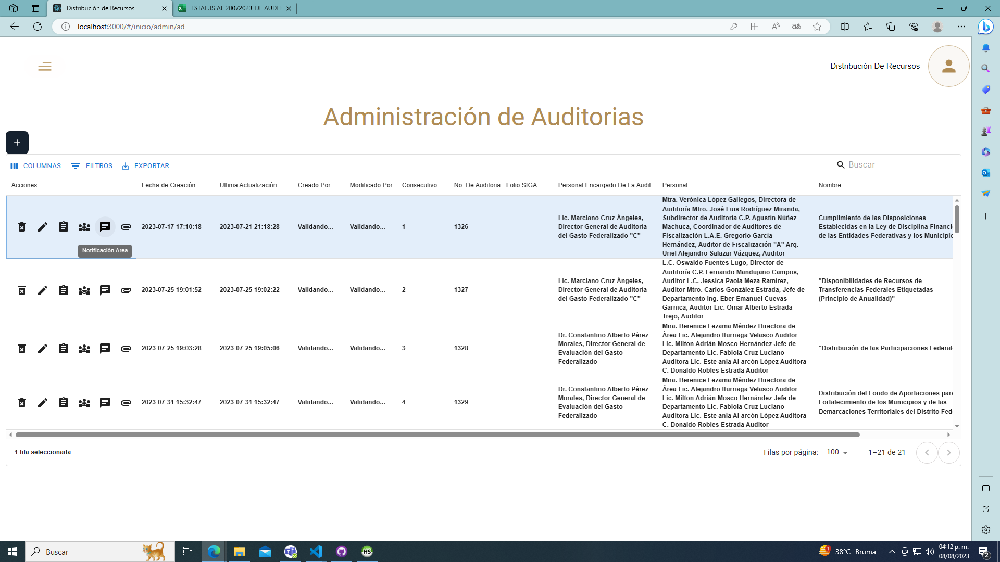 Distribución de Recursos
ESTATUS AL 20072023_DE AUDIT
localhost:3000/#/inicio/admin/ad
Distribución De Recursos
Administración de Auditorias
+
COLUMNAS FILTROS EXPORTAR
Buscar
Acciones Fecha de Creación Ultima Actualización Creado Por Modificado Por Consecutivo No. De Auditoria Folio SIGA Personal Encargado De La Audit... Personal Nombre
2023-07-17 17:10:18 2023-07-21 21:18:28 Validando... Validando... 1 1326
Lic. Marciano Cruz Ángeles,
Director General de Auditoría
del Gasto Federalizado "C"
Mtra. Verónica López Gallegos, Directora de
Auditoría Mtro. José Luis Rodríguez Miranda,
Subdirector de Auditoría C.P. Agustín Núñez
Machuca, Coordinador de Auditores de
Fiscalización L.A.E. Gregorio García
Hernández, Auditor de Fiscalización "A" Arq.
Uriel Alejandro Salazar Vázquez, Auditor
Cumplimiento de las Disposiciones
Establecidas en la Ley de Disciplina Financie
de las Entidades Federativas y los Municipio
Notificación Area
2023-07-25 19:01:52 2023-07-25 19:02:22 Validando... Validando... 2 1327
Lic. Marciano Cruz Ángeles,
Director General de Auditoría
del Gasto Federalizado "C"
L.C. Oswaldo Fuentes Lugo, Director de
Auditoría C.P. Fernando Mandujano Campos,
Auditor L.C. Jessica Paola Meza Ramírez,
Auditor Mtro. Carlos González Estrada, Jefe de
Departamento Ing. Eber Emanuel Cuevas
Garnica, Auditor Lic. Omar Alberto Estrada
Trejo, Auditor
"Disponibilidades de Recursos de
Transferencias Federales Etiquetadas
(Principio de Anualidad)"
2023-07-25 19:03:28 2023-07-25 19:05:06 Validando... Validando... 3 1328
Dr. Constantino Alberto Pérez
Morales, Director General de
Evaluación del Gasto
Federalizado
Mira. Berenice Lezama Méndez Directora de
Área Lic. Alejandro Iturriaga Velasco Auditor
Lic. Milton Adrián Mosco Hernández Jefe de
Departamento Lic. Fabiola Cruz Luciano
Auditora Lic. Este ania Al arcón López Auditora
C. Donaldo Robles Estrada Auditor
"Distribución de las Participaciones Federale
2023-07-31 15:32:47 2023-07-31 15:32:47 Validando... Validando... 4 1329
Dr. Constantino Alberto Pérez
Morales, Director General de
Evaluación del Gasto
Federalizado
Mira. Berenice Lezama Méndez Directora de
Área Lic. Alejandro Iturriaga Velasco Auditor
Lic. Milton Adrián Mosco Hernández Jefe de
Departamento Lic. Fabiola Cruz Luciano
Auditora Lic. Este ania Al arcón López Auditora
C. Donaldo Robles Estrada Auditor
Distribución del Fondo de Aportaciones para
Fortalecimiento de los Municipios y de las
Demarcaciones Territoriales del Distrito Fede
1 fila seleccionada
Filas por página: 100 1–21 de 21
Buscar
HS
1
38°C Bruma
04:12 p. m.
08/08/2023
2